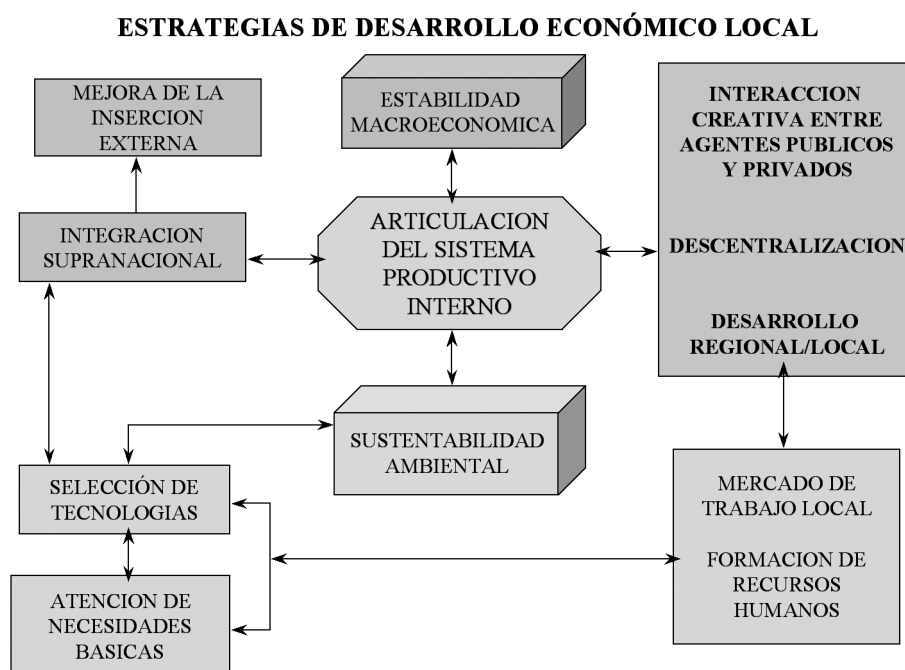 ESTRATEGIAS DE DESARROLLO ECONÓMICO LOCAL
MEJORA DE LA
INSERCION
EXTERNA
ESTABILIDAD
MACROECONOMICA
INTERACCION
CREATIVA ENTRE
AGENTES PUBLICOS
Y PRIVADOS
DESCENTRALIZACION
DESARROLLO
REGIONAL/LOCAL
INTEGRACION
SUPRANACIONAL
ARTICULACION
DEL SISTEMA
PRODUCTIVO
INTERNO
SUSTENTABILIDAD
AMBIENTAL
SELECCIÓN DE
TECNOLOGIAS
ATENCION DE
NECESIDADES
BASICAS
MERCADO DE
TRABAJO LOCAL
FORMACION DE
RECURSOS
HUMANOS